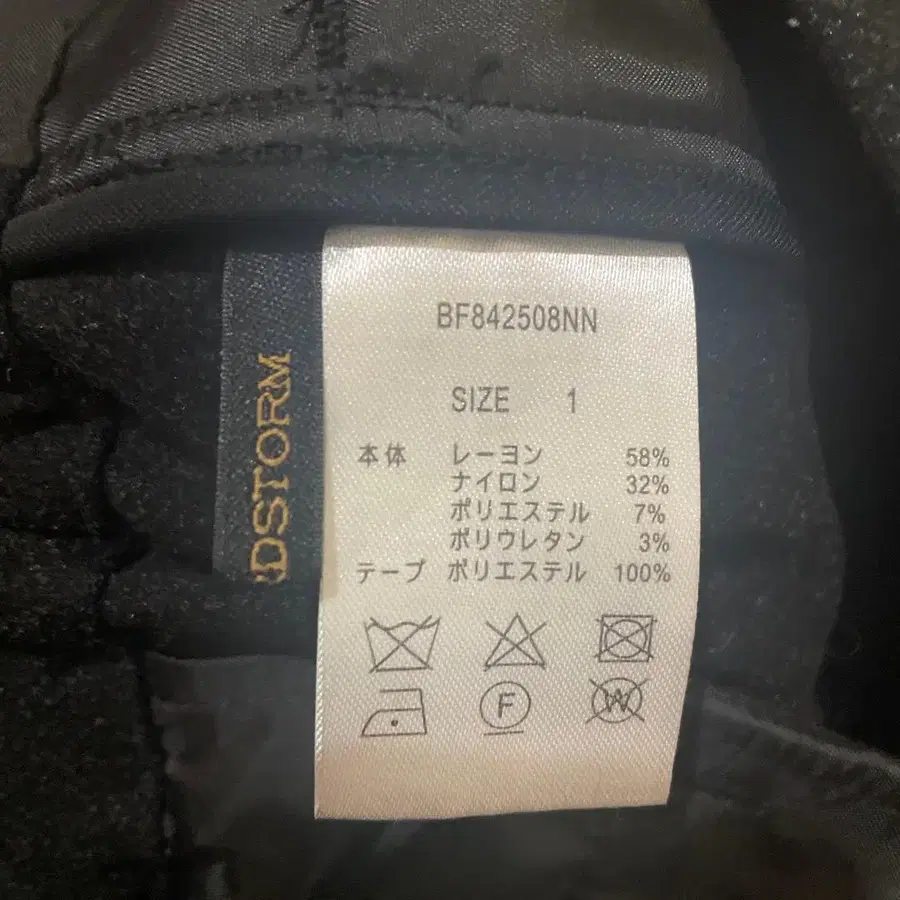 DSTORM
BF842508NN
SIZE 1
本体 レーヨン 58%
ナイロン 32%
ポリエステル 7%
ポリウレタン 3%
テープ ポリエステル 100%
F
W